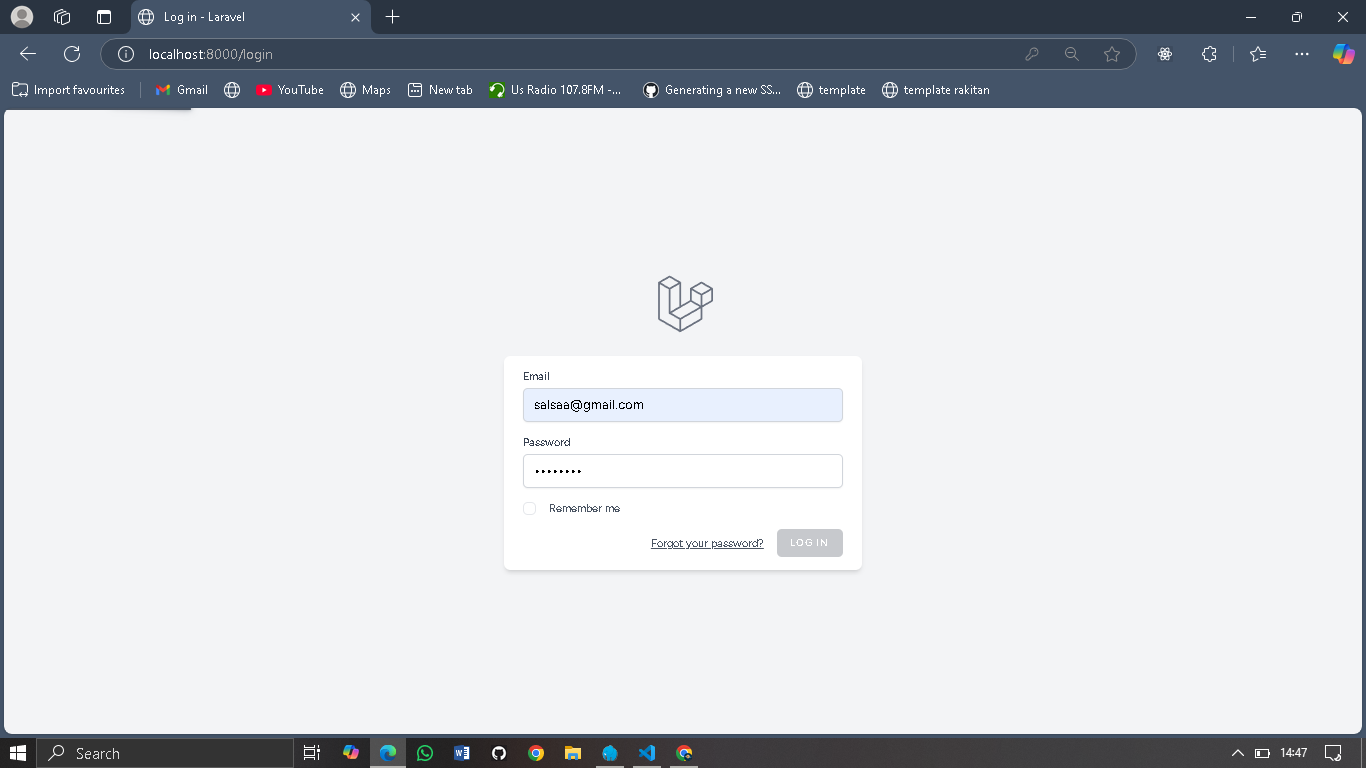 Log in - Laravel
localhost:8000/login
Import favourites
Gmail
YouTube
Maps
New tab
Us Radio 107.8FM -...
Generating a new SS...
template
template rakitan
Email
salsaa@gmail.com
Password
Remember me
Forgot your password?
LOG IN
Search
14:47